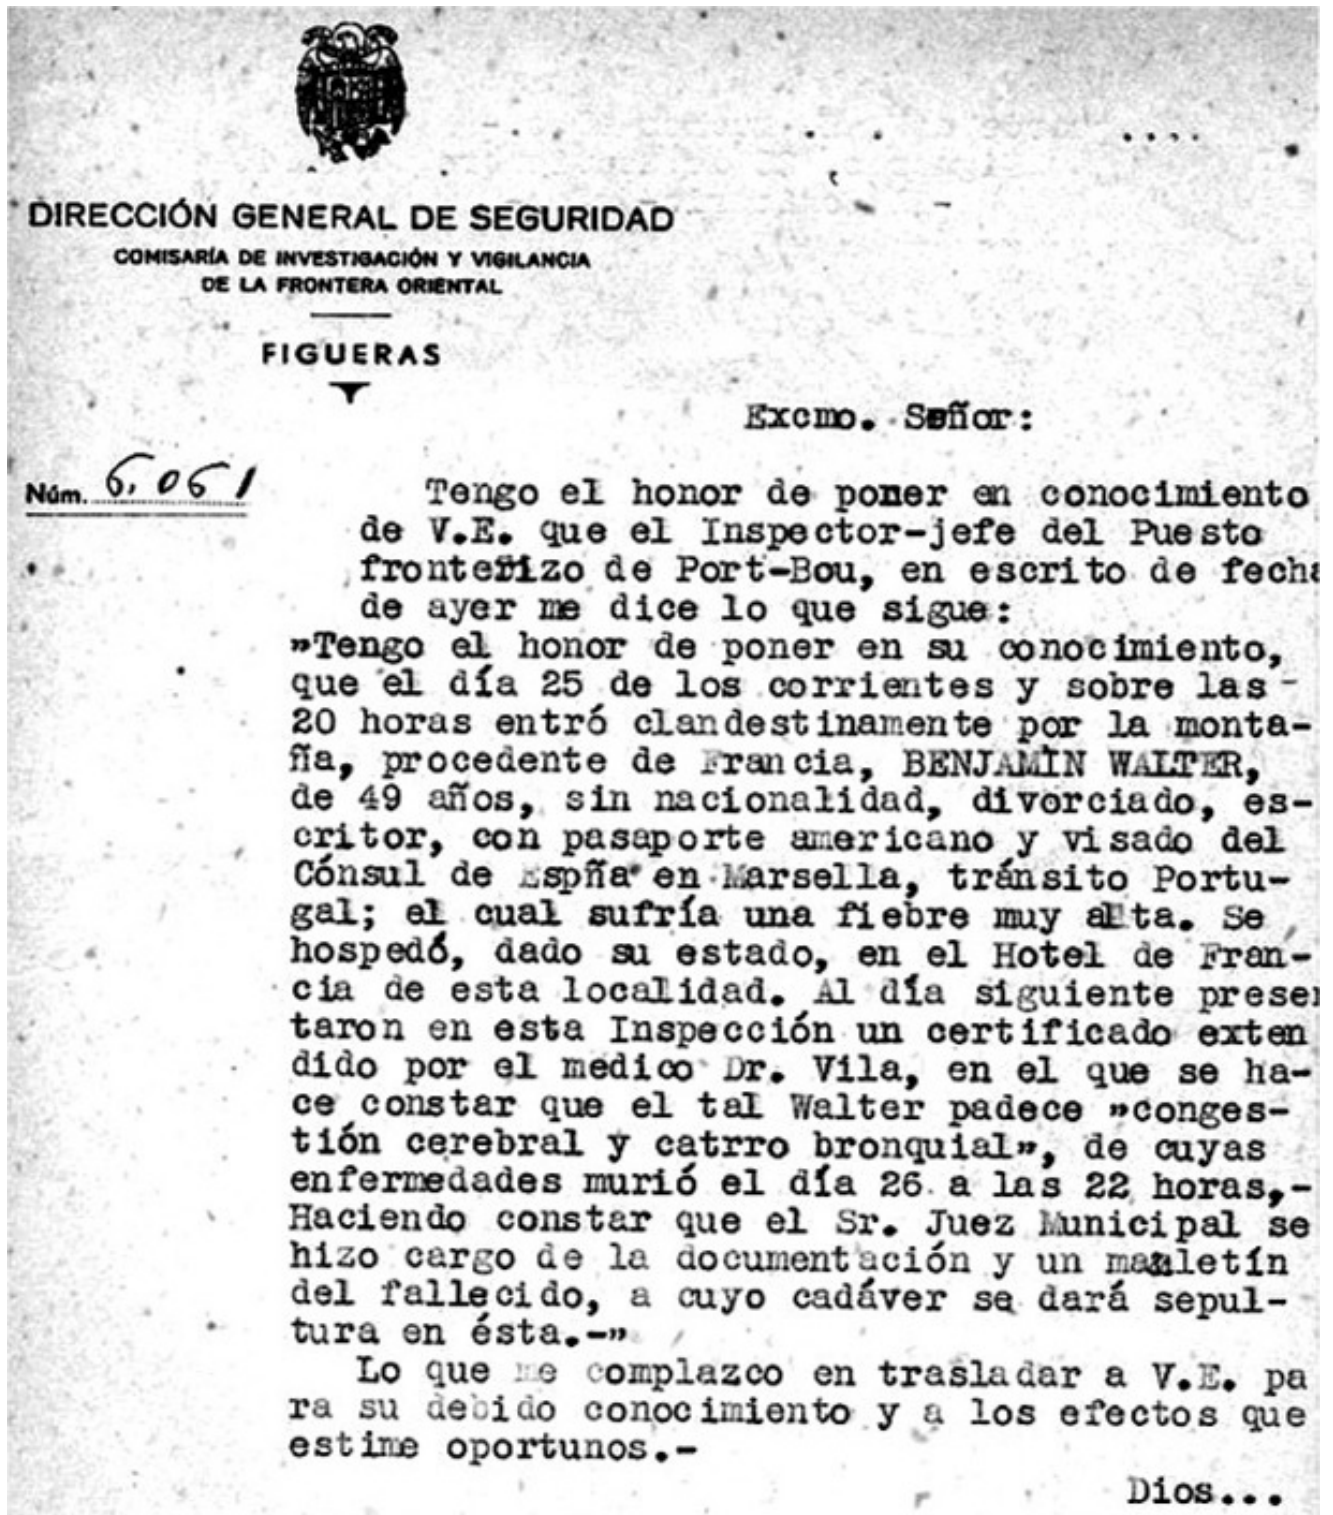 DIRECCIÓN GENERAL DE SEGURIDAD
COMISARÍA DE INVESTIGACIÓN Y VIGILANCIA
DE LA FRONTERA ORIENTAL
FIGUERAS
Excmo. Señor:
Núm. 6.051
Tengo el honor de poner en conocimiento
de V.E. que el Inspector-jefe del Puesto
fronterizo de Port-Bou, en escrito de fecha
de ayer me dice lo que sigue:
"Tengo el honor de poner en su conocimiento,
que el día 25 de los corrientes y sobre las-
20 horas entró clandestinamente por la monta-
ña, procedente de Francia, BENJAMÌN WALTER,
de 49 años, sin nacionalidad, divorciado, es-
critor, con pasaporte americano y visado del
Cónsul de Espña en Marsella, tránsito Portu-
gal; el cual sufría una fiebre muy alta. Se
hospedó, dado su estado, en el Hotel de Fran-
cia de esta localidad. Al día siguiente presen
taron en esta Inspección un certificado exten
dido por el medico Dr. Vila, en el que se ha-
ce constar que el tal Walter padece "conges-
tión cerebral y catrro bronquial", de cuyas
enfermedades murió el día 26 a las 22 horas,-
Haciendo constar que el Sr. Juez Municipal se
hizo cargo de la documentación y un maletín
del fallecido, a cuyo cadáver se dará sepul-
tura en ésta.-"
Lo que me complazco en trasladar a V.E. pa
ra su debido conocimiento y a los efectos que
estime oportunos.-
Dios...